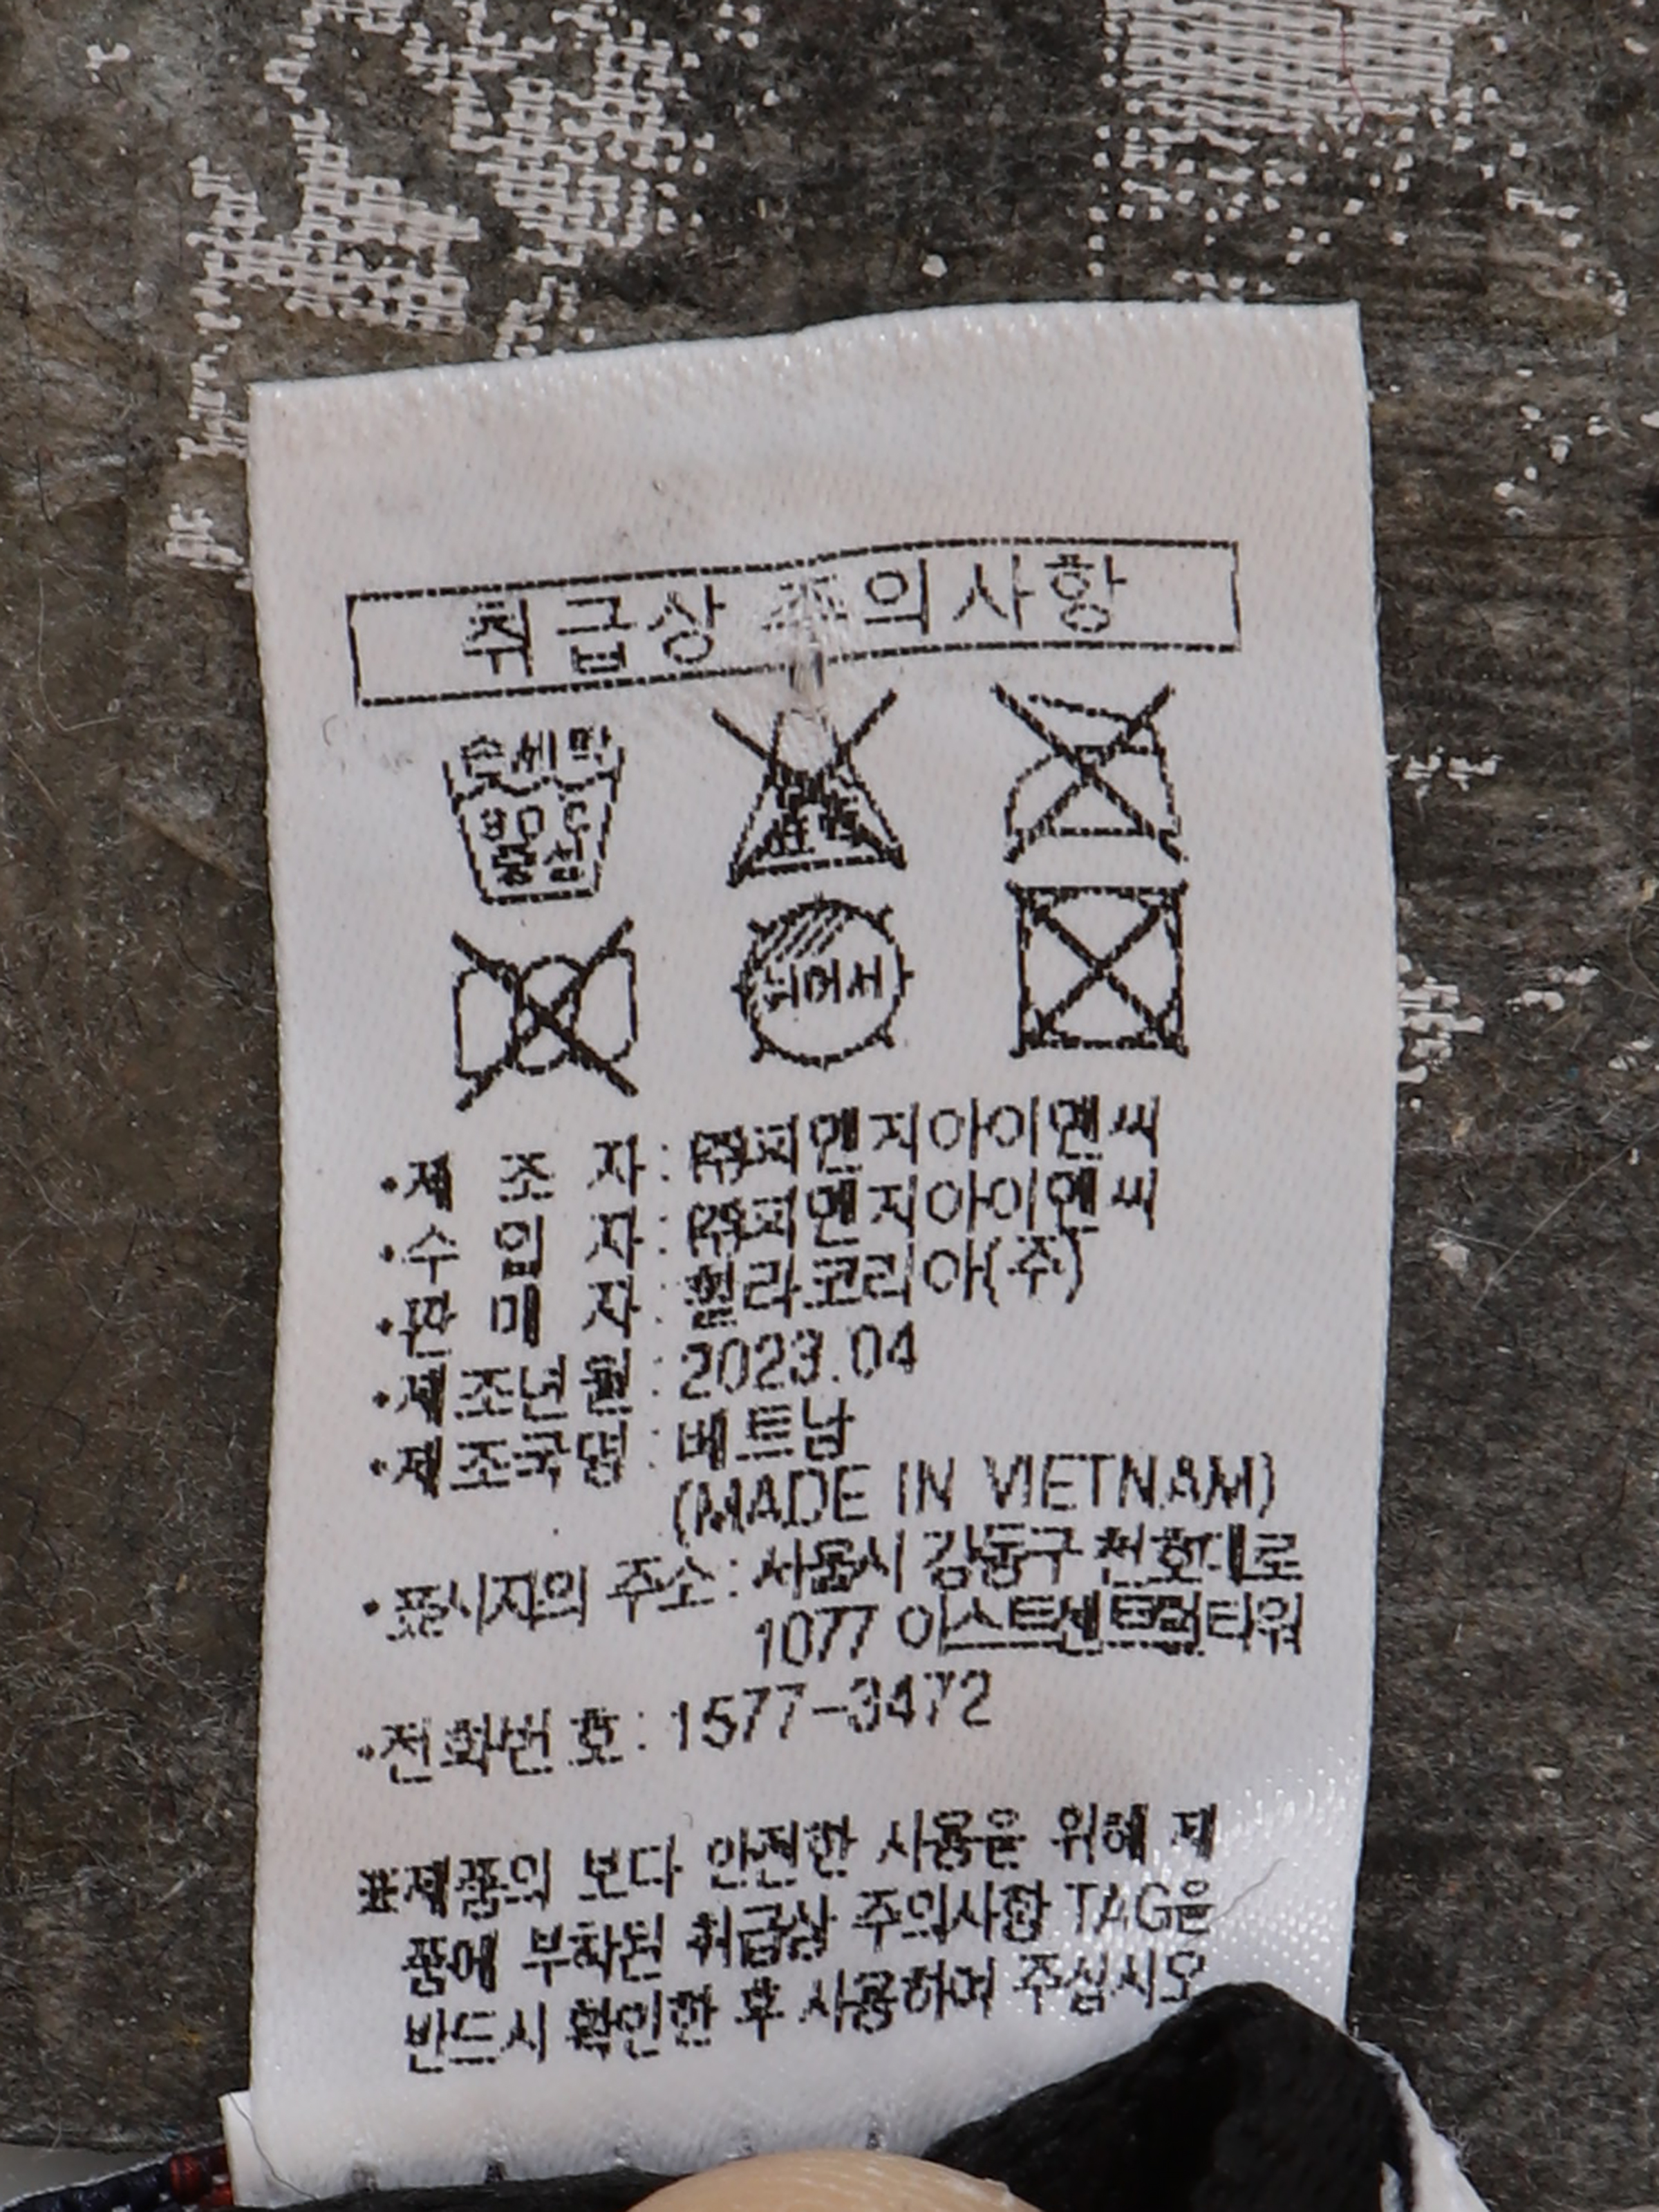 취급상 주의사항
손세탁
중성
뉘어서
·제 조 자 : ㈜피엔지아이엔씨
·수 입 자 : ㈜피엔지아이엔씨
·판 매 자 : 휠라코리아(주)
·제조년월 : 2023.04
·제조국명 : 베트남
(MADE IN VIETNAM)
·표시자의 주소 : 서울시 강동구 천호대로
1077 이스트센트럴타워
·전화번호 : 1577-3472
※제품의 보다 안전한 사용을 위해 제
품에 부착된 취급상 주의사항 TAG은
반드시 확인한 후 사용하여 주십시오